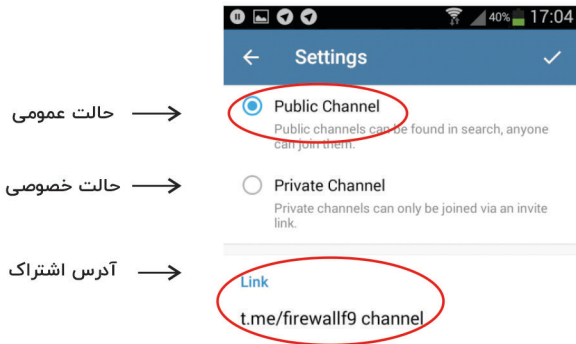 40% 17:04
Settings
حالت عمومی
Public Channel
Public channels can be found in search, anyone
can join them.
حالت خصوصی
Private Channel
Private channels can only be joined via an invite
link.
آدرس اشتراک
Link
t.me/firewallf9 channel